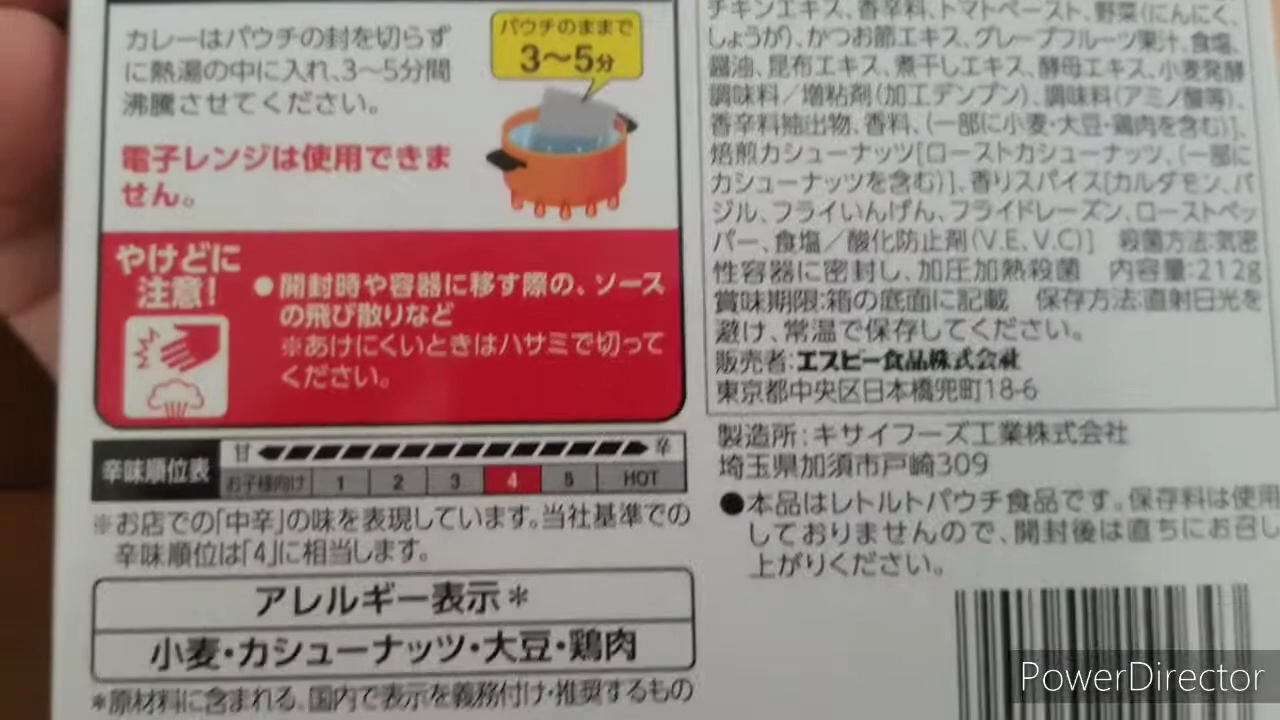 カレーはパウチの封を切らず
に熱湯の中に入れ、3〜5分間
沸騰させてください。
パウチのままで
3〜5分
電子レンジは使用できま
せん。
やけどに
注意!
●開封時や容器に移す際の、ソース
の飛び散りなど
※あけにくいときはハサミで切って
ください。
辛味順位表
甘 辛
お子様向け 1 2 3 4 5 HOT
※お店での「中辛」の味を表現しています。当社基準での
辛味順位は「4」に相当します。
アレルギー表示*
小麦・カシューナッツ・大豆・鶏肉
*原材料に含まれる、国内で表示を義務付け・推奨するもの
チキンエキス、香辛料、トマトペースト、野菜(にんにく、
しょうが)、かつお節エキス、グレープフルーツ果汁、食塩、
醤油、昆布エキス、煮干しエキス、酵母エキス、小麦発酵
調味料/増粘剤(加工デンプン)、調味料(アミノ酸等)、
香辛料抽出物、香料、(一部に小麦・大豆・鶏肉を含む)]、
焙煎カシューナッツ[ローストカシューナッツ、(一部に
カシューナッツを含む)]、香りスパイス[カルダモン、バ
ジル、フライいんげん、フライドレーズン、ローストペッ
パー、食塩/酸化防止剤(V.E、V.C)] 殺菌方法:気密
性容器に密封し、加圧加熱殺菌 内容量:212g
賞味期限:箱の底面に記載 保存方法:直射日光を
避け、常温で保存してください。
販売者:エスビー食品株式会社
東京都中央区日本橋兜町18-6
製造所:キサイフーズ工業株式会社
埼玉県加須市戸崎309
●本品はレトルトパウチ食品です。保存料は使用
しておりませんので、開封後は直ちにお召し
上がりください。
PowerDirector